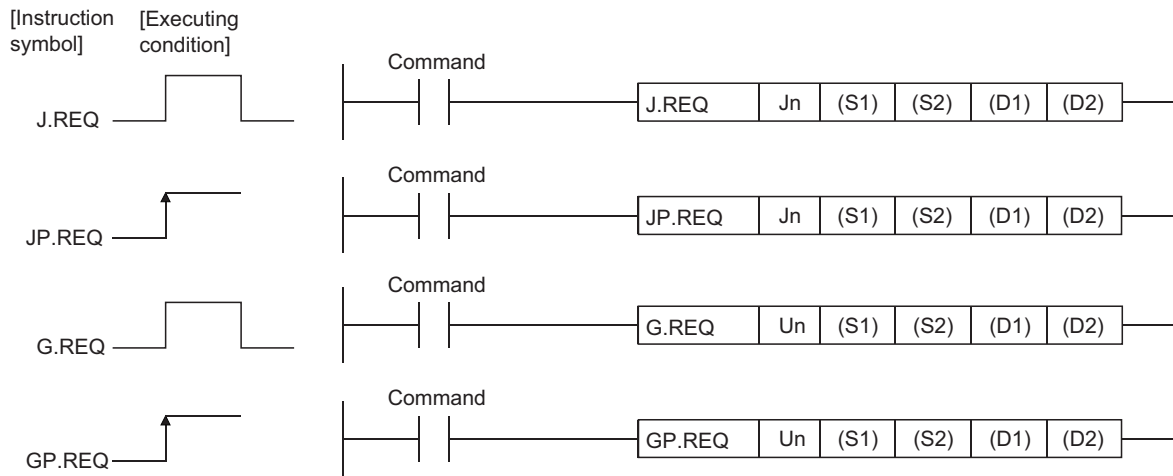 [Instruction symbol] [Executing condition]
Command
J.REQ J.REQ Jn (S1) (S2) (D1) (D2)
Command
JP.REQ JP.REQ Jn (S1) (S2) (D1) (D2)
Command
G.REQ G.REQ Un (S1) (S2) (D1) (D2)
Command
GP.REQ GP.REQ Un (S1) (S2) (D1) (D2)